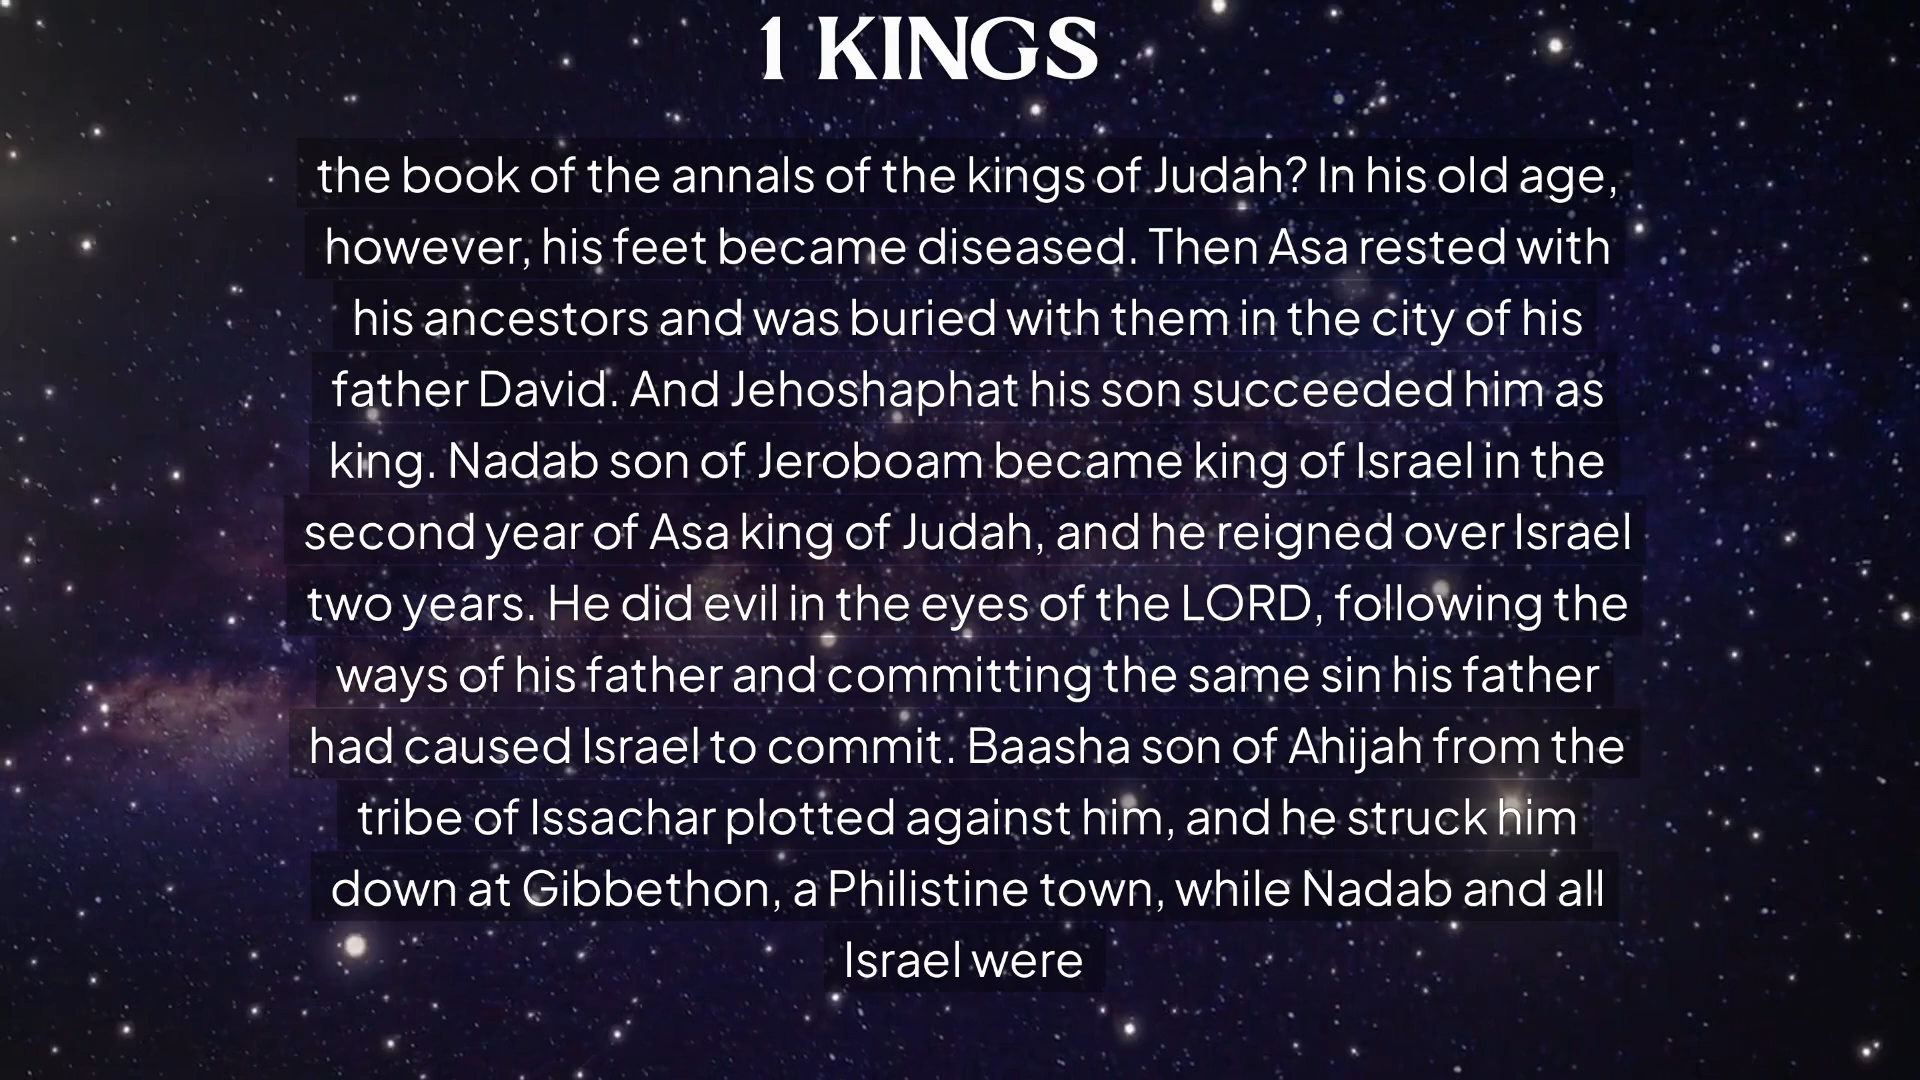 1 KINGS
the book of the annals of the kings of Judah? In his old age,
however, his feet became diseased. Then Asa rested with
his ancestors and was buried with them in the city of his
father David. And Jehoshaphat his son succeeded him as
king. Nadab son of Jeroboam became king of Israel in the
second year of Asa king of Judah, and he reigned over Israel
two years. He did evil in the eyes of the LORD, following the
ways of his father and committing the same sin his father
had caused Israel to commit. Baasha son of Ahijah from the
tribe of Issachar plotted against him, and he struck him
down at Gibbethon, a Philistine town, while Nadab and all
Israel were